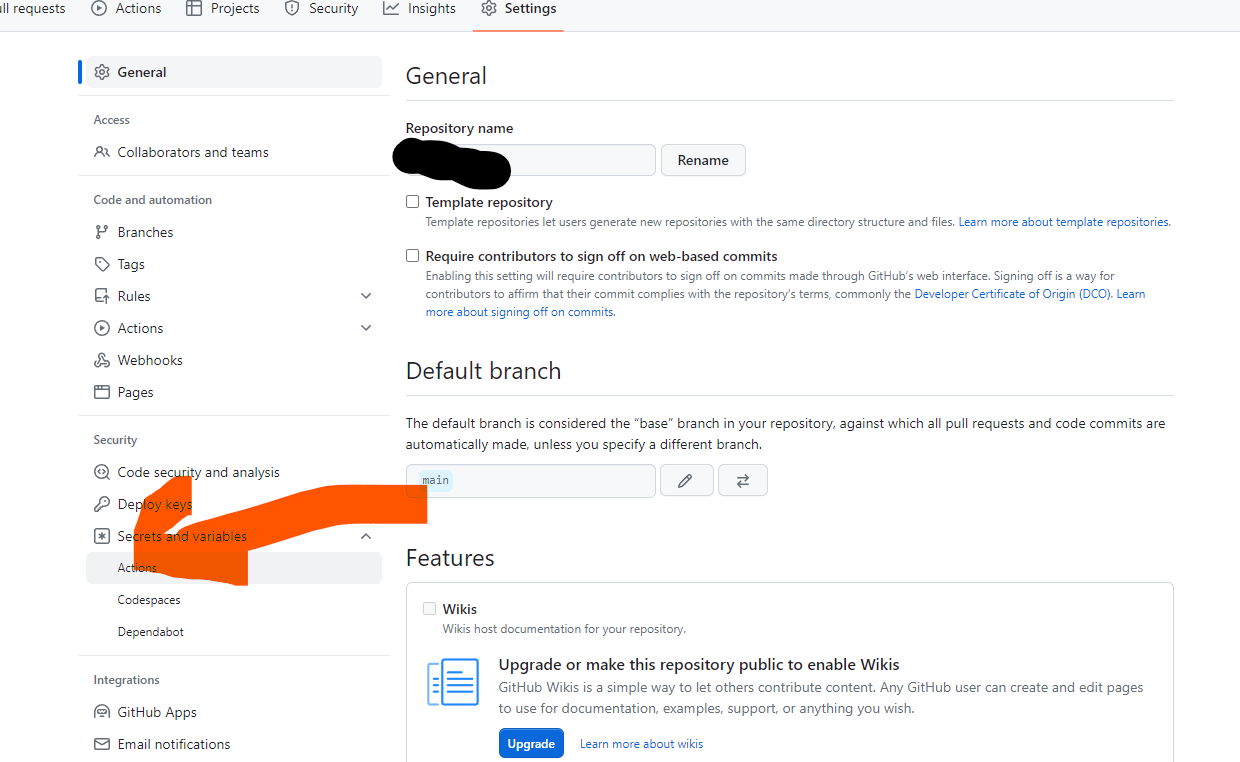 ull requests
Actions
Projects
Security
Insights
Settings
General
Access
Collaborators and teams
Code and automation
Branches
Tags
Rules
Actions
Webhooks
Pages
Security
Code security and analysis
Deploy keys
Secrets and variables
Actions
Codespaces
Dependabot
Integrations
GitHub Apps
Email notifications
General
Repository name
Rename
Template repository
Template repositories let users generate new repositories with the same directory structure and files. Learn more about template repositories.
Require contributors to sign off on web-based commits
Enabling this setting will require contributors to sign off on commits made through GitHub's web interface. Signing off is a way for
contributors to affirm that their commit complies with the repository's terms, commonly the Developer Certificate of Origin (DCO). Learn
more about signing off on commits.
Default branch
The default branch is considered the “base” branch in your repository, against which all pull requests and code commits are
automatically made, unless you specify a different branch.
main
Features
Wikis
Wikis host documentation for your repository.
Upgrade or make this repository public to enable Wikis
GitHub Wikis is a simple way to let others contribute content. Any GitHub user can create and edit pages
to use for documentation, examples, support, or anything you wish.
Upgrade
Learn more about wikis